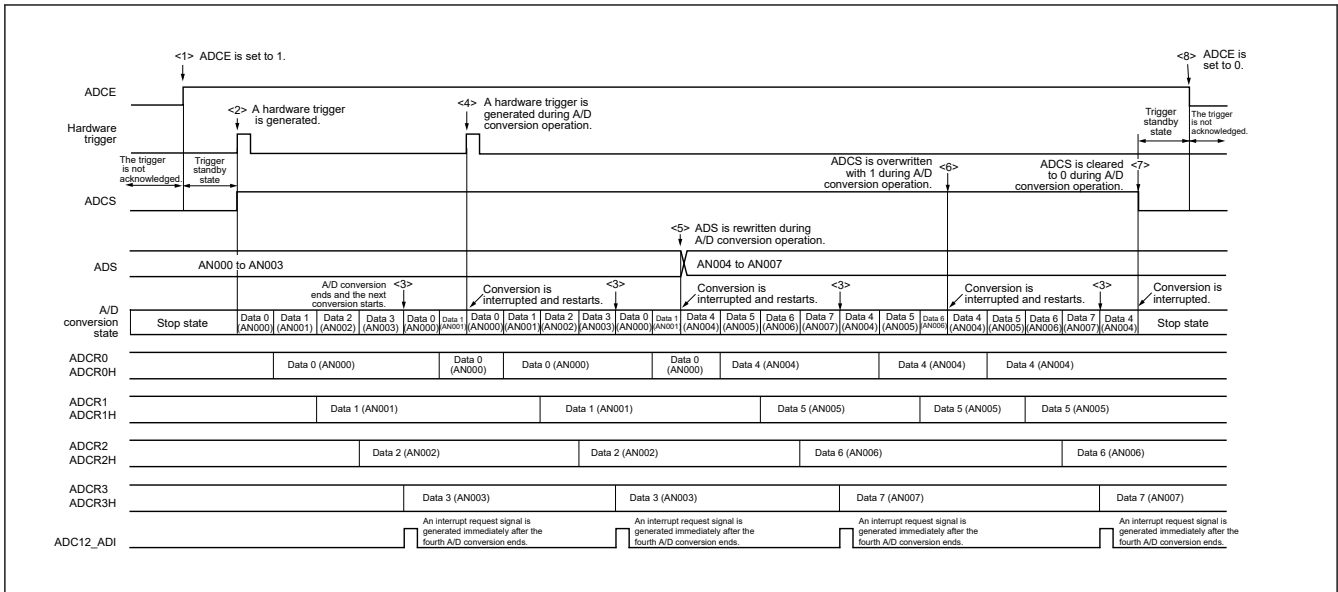 <1> ADCE is set to 1.
<8> ADCE is
set to 0.
ADCE
<2> A hardware trigger
is generated.
<4> A hardware trigger is
generated during A/D
conversion operation.
Trigger
standby
state
The trigger
is not
acknowledged.
Hardware
trigger
The trigger
is not
acknowledged.
Trigger
standby
state
ADCS is overwritten <6>
with 1 during A/D
conversion operation.
ADCS is cleared <7>
to 0 during A/D
conversion operation.
ADCS
<5> ADS is rewritten during
A/D conversion operation.
ADS
AN000 to AN003
AN004 to AN007
A/D conversion <3>
ends and the next
conversion starts.
Conversion is <3>
interrupted and restarts.
Conversion is <3>
interrupted and restarts.
Conversion is <3>
interrupted and restarts.
Conversion is
interrupted.
A/D
conversion
state
Stop state
Data 0 Data 1 Data 2 Data 3 Data 0 Data 1 Data 0 Data 1 Data 2 Data 3 Data 0 Data 1 Data 4 Data 5 Data 6 Data 7 Data 4 Data 5 Data 6 Data 4 Data 5 Data 6 Data 7 Data 4
(AN000) (AN001) (AN002) (AN003) (AN000) (AN001) (AN000) (AN001) (AN002) (AN003) (AN000) (AN001) (AN004) (AN005) (AN006) (AN007) (AN004) (AN005) (AN006) (AN004) (AN005) (AN006) (AN007) (AN004)
Stop state
ADCR0
ADCR0H
Data 0 (AN000)
Data 0
(AN000)
Data 0 (AN000)
Data 0
(AN000)
Data 4 (AN004)
Data 4 (AN004)
Data 4 (AN004)
ADCR1
ADCR1H
Data 1 (AN001)
Data 1 (AN001)
Data 5 (AN005)
Data 5 (AN005)
Data 5 (AN005)
ADCR2
ADCR2H
Data 2 (AN002)
Data 2 (AN002)
Data 6 (AN006)
Data 6 (AN006)
ADCR3
ADCR3H
Data 3 (AN003)
Data 3 (AN003)
Data 7 (AN007)
Data 7 (AN007)
ADC12_ADI
An interrupt request signal is
generated immediately after the
fourth A/D conversion ends.
An interrupt request signal is
generated immediately after the
fourth A/D conversion ends.
An interrupt request signal is
generated immediately after the
fourth A/D conversion ends.
An interrupt request signal is
generated immediately after the
fourth A/D conversion ends.